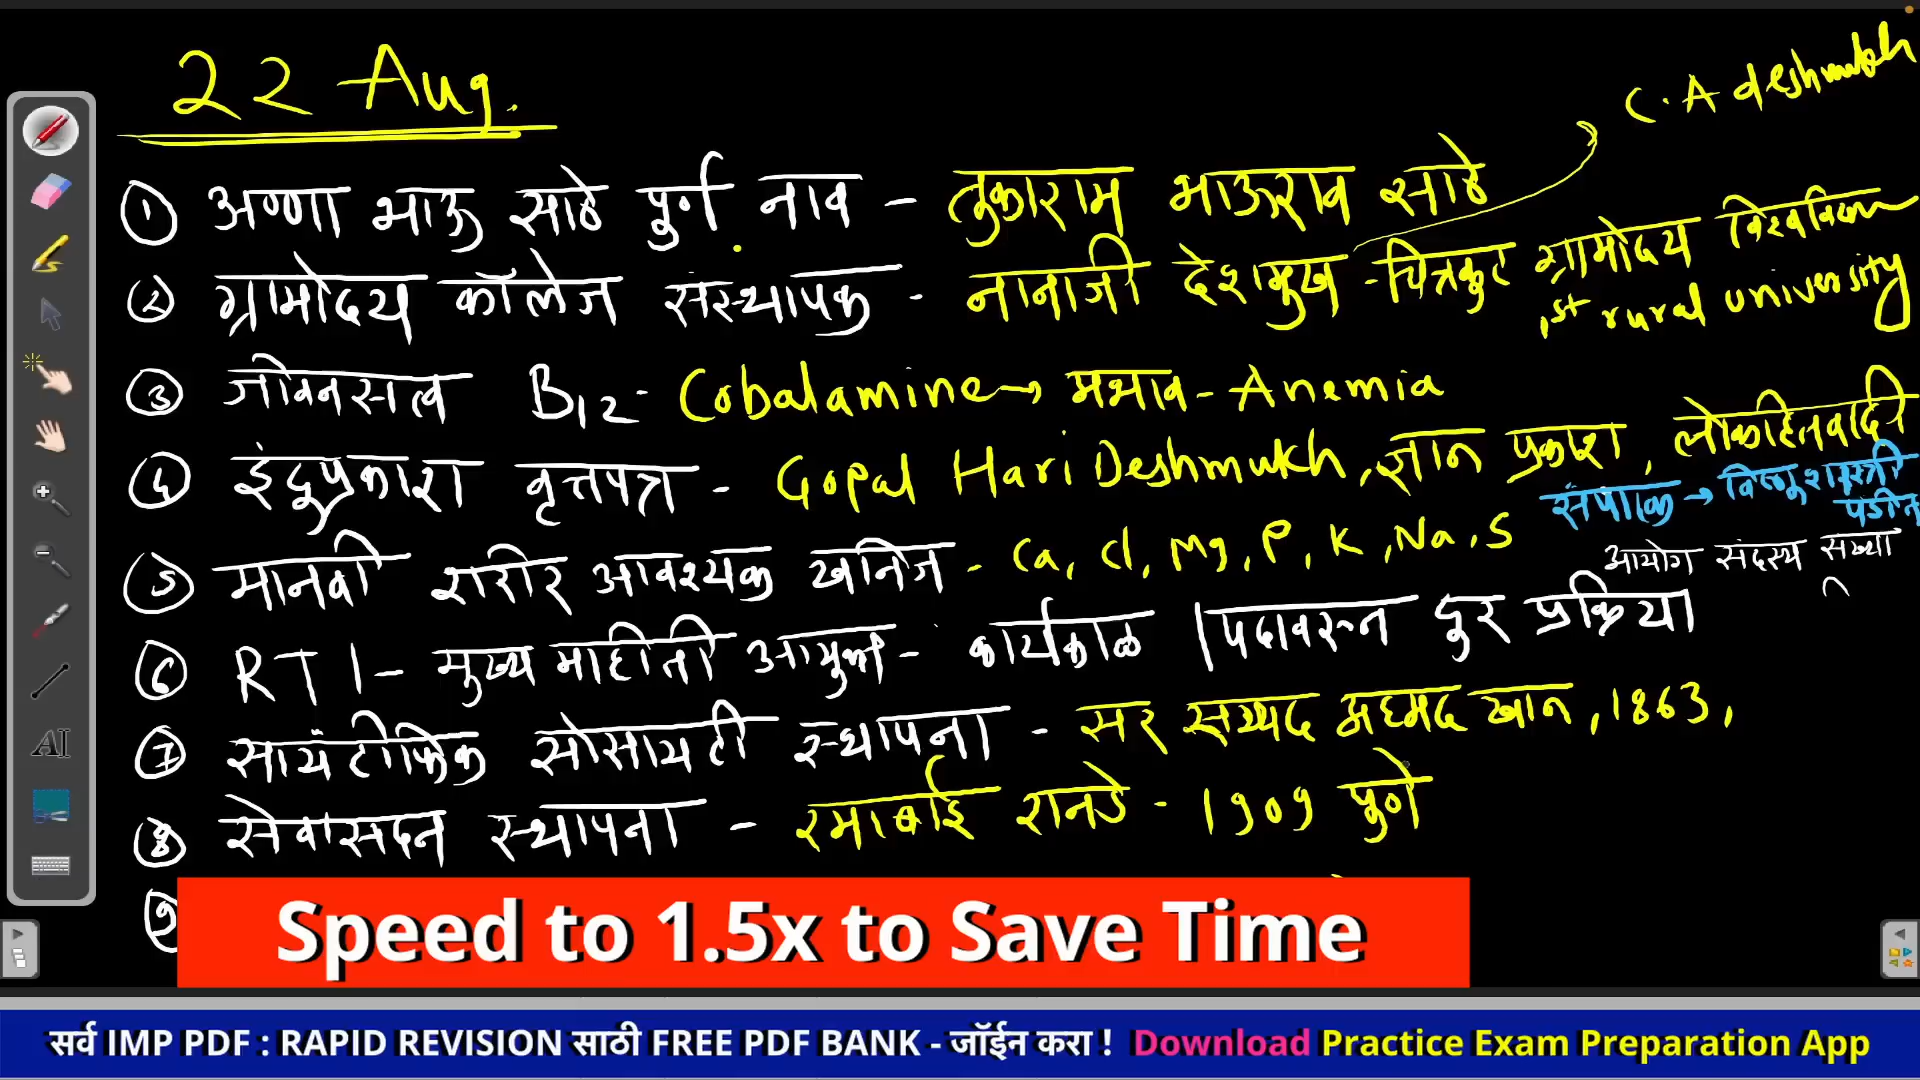 22 Aug.
C.A deshmukh
① अण्णा भाऊ साठे पुर्ण नाव - तुकाराम भाऊराव साठे
② ग्रामोदय कॉलेज संस्थापक - नानाजी देशमुख - चित्रकुट ग्रामोदय
1st rural university
③ जीवनसत्व B12 - Cobalamine → अभाव - Anemia
④ इंदुप्रकाश वृत्तपत्र - Gopal Hari Deshmukh, ज्ञान प्रकाश, लोकहितवादी
संपादक → विष्णूशास्त्री पंडीत
⑤ मानवी शरीर आवश्यक खनिज - Ca, Cl, Mg, P, K, Na, S
आयोग सदस्य संख्या
⑥ RTI - मुख्य माहीती आयुक्त - कार्यकाळ | पदावरून दुर प्रक्रिया
⑦ सायंटीफिक सोसायटी स्थापना - सर सय्यद अहमद खान, 1863,
⑧ सेवासदन स्थापना - रमाबाई रानडे - 1909 पुणे
⑨
Speed to 1.5x to Save Time
सर्व IMP PDF : RAPID REVISION साठी FREE PDF BANK - जॉईन करा ! Download Practice Exam Preparation App